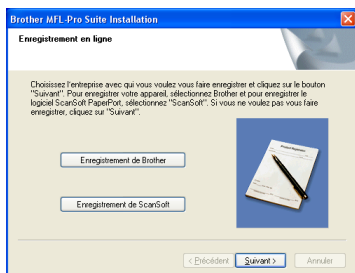 Brother MFL-Pro Suite Installation
Enregistrement en ligne
Choisissez l'entreprise avec qui vous voulez vous faire enregistrer et cliquez sur le bouton
"Suivant". Pour enregistrer votre appareil, sélectionnez Brother et pour enregistrer le
logiciel ScanSoft PaperPort, sélectionnez "ScanSoft". Si vous ne voulez pas vous faire
enregistrer, cliquez sur "Suivant".
Enregistrement de Brother
Enregistrement de ScanSoft
< Précédent
Suivant >
Annuler